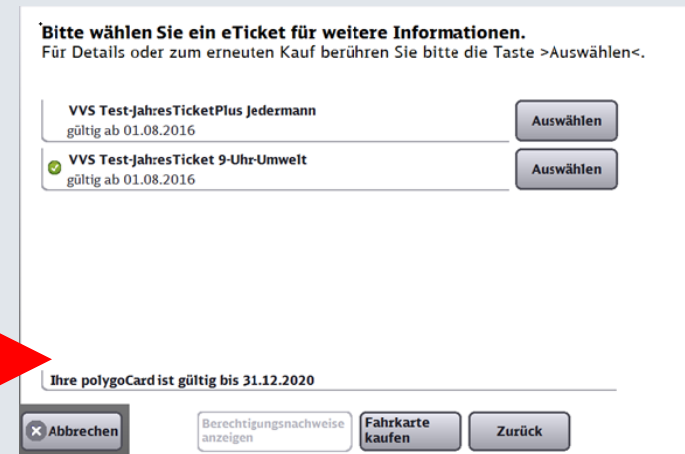 Bitte wählen Sie ein eTicket für weitere Informationen.
Für Details oder zum erneuten Kauf berühren Sie bitte die Taste >Auswählen<.
VVS Test-JahresTicketPlus Jedermann
gültig ab 01.08.2016
Auswählen
VVS Test-JahresTicket 9-Uhr-Umwelt
gültig ab 01.08.2016
Auswählen
Ihre polygoCard ist gültig bis 31.12.2020
Abbrechen
Berechtigungsnachweise
anzeigen
Fahrkarte
kaufen
Zurück